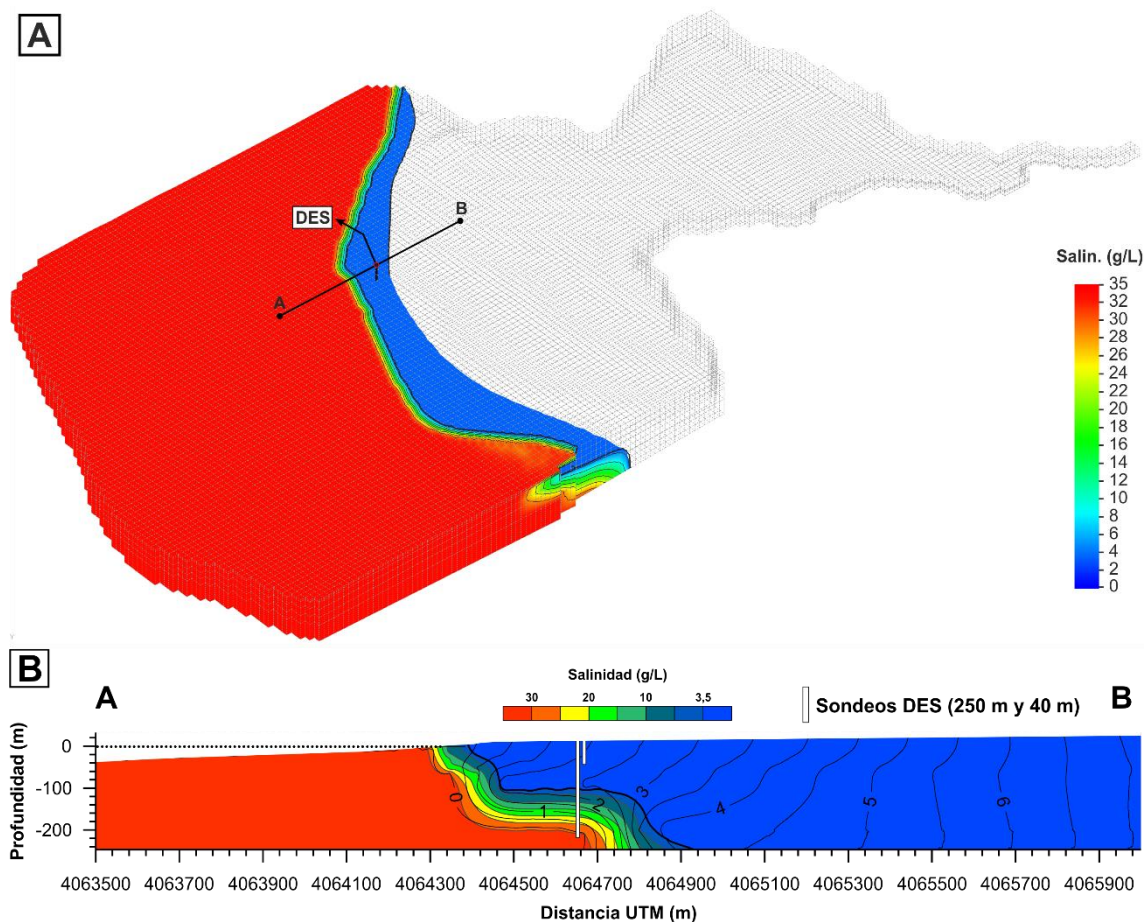 A
DES
B
A
Salin. (g/L)
35
34
32
30
28
26
24
22
20
18
16
14
12
10
8
6
4
2
0
B
A
Salinidad (g/L)
30 20 10 3,5
Sondeos DES (250 m y 40 m)
B
Profundidad (m)
0
-100
-200
0 1 2 3 4 5 6
4063500 4063700 4063900 4064100 4064300 4064500 4064700 4064900 4065100 4065300 4065500 4065700 4065900
Distancia UTM (m)